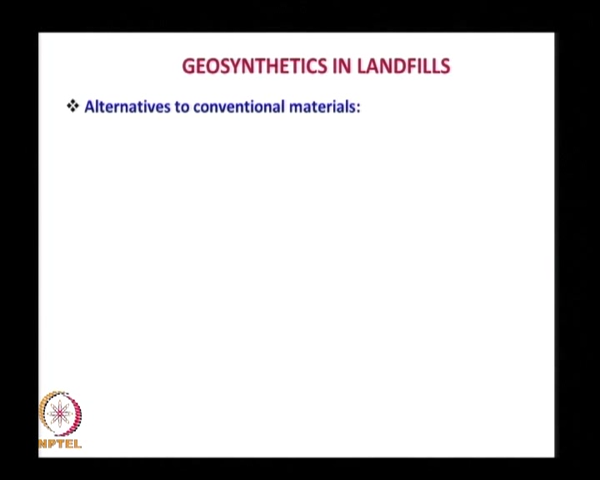 GEOSYNTHETICS IN LANDFILLS
❖ Alternatives to conventional materials:
NPTEL